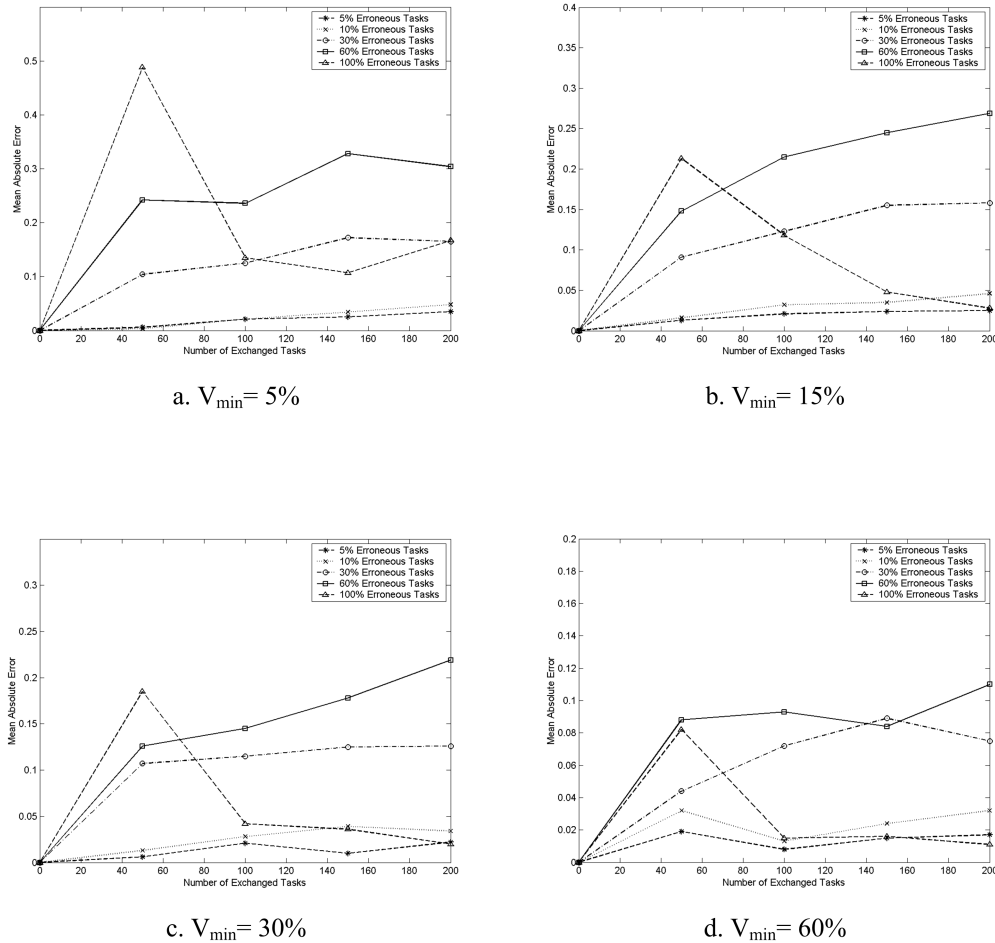 5% Erroneous Tasks
10% Erroneous Tasks
30% Erroneous Tasks
60% Erroneous Tasks
100% Erroneous Tasks
0.5
0.4
0.3
0.2
0.1
0
Mean Absolute Error
0 20 40 60 80 100 120 140 160 180 200
Number of Exchanged Tasks
a. Vmin= 5%
5% Erroneous Tasks
10% Erroneous Tasks
30% Erroneous Tasks
60% Erroneous Tasks
100% Erroneous Tasks
0.4
0.35
0.3
0.25
0.2
0.15
0.1
0.05
0
Mean Absolute Error
0 20 40 60 80 100 120 140 160 180 200
Number of Exchanged Tasks
b. Vmin= 15%
5% Erroneous Tasks
10% Erroneous Tasks
30% Erroneous Tasks
60% Erroneous Tasks
100% Erroneous Tasks
0.3
0.25
0.2
0.15
0.1
0.05
0
Mean Absolute Error
0 20 40 60 80 100 120 140 160 180 200
Number of Exchanged Tasks
c. Vmin= 30%
5% Erroneous Tasks
10% Erroneous Tasks
30% Erroneous Tasks
60% Erroneous Tasks
100% Erroneous Tasks
0.2
0.18
0.16
0.14
0.12
0.1
0.08
0.06
0.04
0.02
0
Mean Absolute Error
0 20 40 60 80 100 120 140 160 180 200
Number of Exchanged Tasks
d. Vmin= 60%